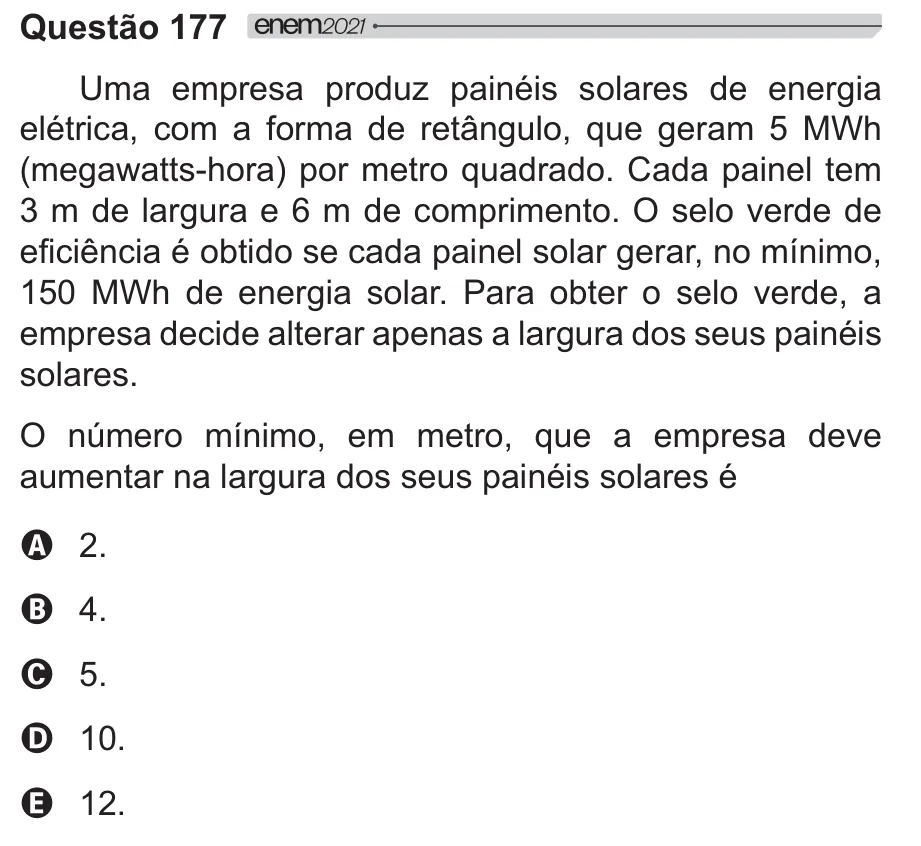 Questão 177 enem2021
Uma empresa produz painéis solares de energia
elétrica, com a forma de retângulo, que geram 5 MWh
(megawatts-hora) por metro quadrado. Cada painel tem
3 m de largura e 6 m de comprimento. O selo verde de
eficiência é obtido se cada painel solar gerar, no mínimo,
150 MWh de energia solar. Para obter o selo verde, a
empresa decide alterar apenas a largura dos seus painéis
solares.
O número mínimo, em metro, que a empresa deve
aumentar na largura dos seus painéis solares é
A 2.
B 4.
C 5.
D 10.
E 12.